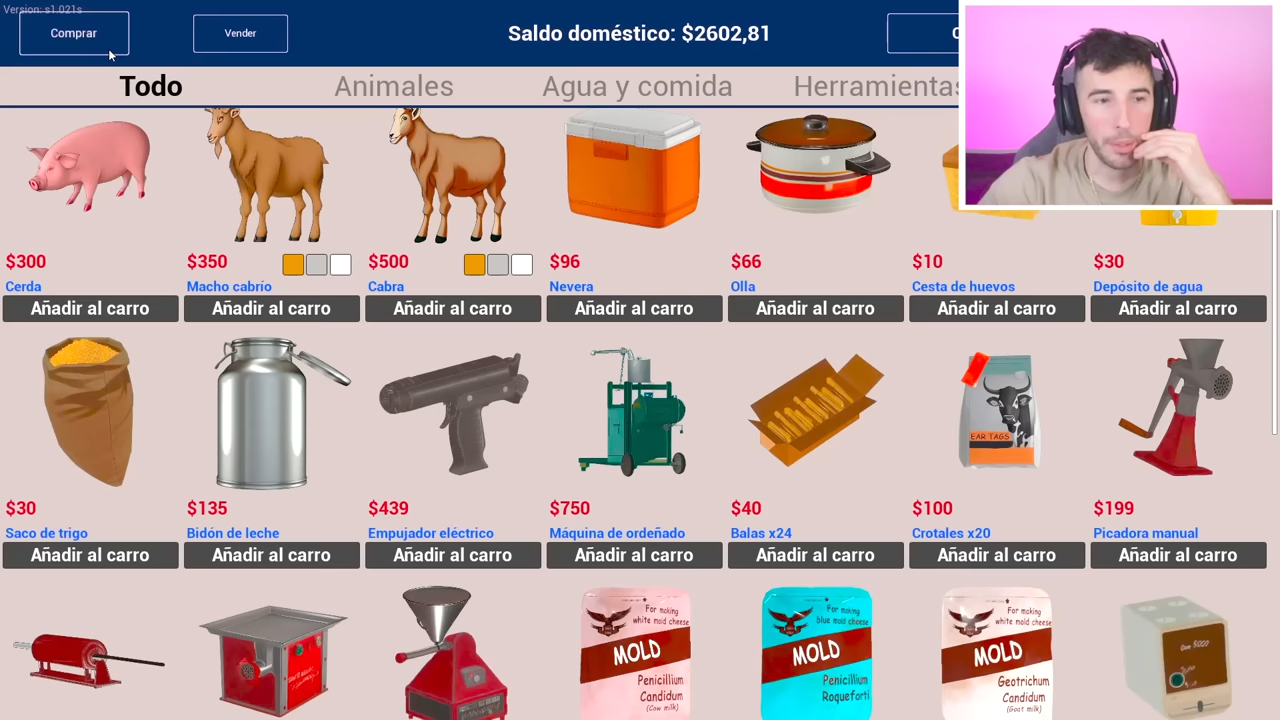 Version: s1.021s
Comprar
Vender
Saldo doméstico: $2602,81
Todo
Animales
Agua y comida
Herramientas
$300
$350
$500
$96
$66
$10
$30
Cerda
Macho cabrío
Cabra
Nevera
Olla
Cesta de huevos
Depósito de agua
Añadir al carro
Añadir al carro
Añadir al carro
Añadir al carro
Añadir al carro
Añadir al carro
Añadir al carro
EAR TAGS
$30
$135
$439
$750
$40
$100
$199
Saco de trigo
Bidón de leche
Empujador eléctrico
Máquina de ordeñado
Balas x24
Crotales x20
Picadora manual
Añadir al carro
Añadir al carro
Añadir al carro
Añadir al carro
Añadir al carro
Añadir al carro
Añadir al carro
For making
white mold cheese
MOLD
Penicillium
Candidum
(Cow milk)
For making
blue mold cheese
MOLD
Penicillium
Roqueforti
For making
white mold cheese
MOLD
Geotrichum
Candidum
(Goat milk)